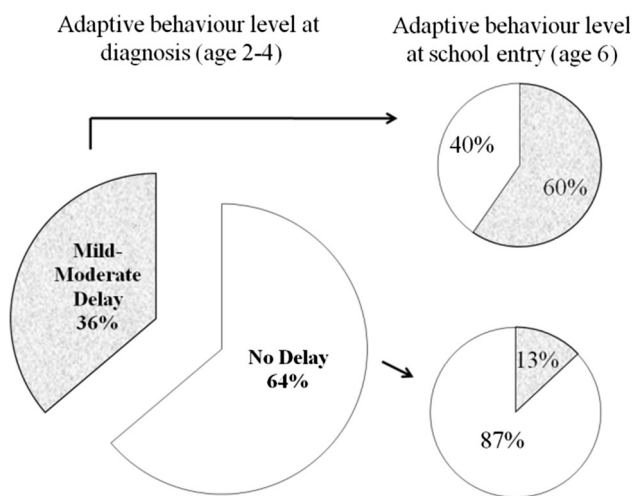 Adaptive behaviour level at
diagnosis (age 2-4)
Adaptive behaviour level
at school entry (age 6)
40%
60%
Mild-
Moderate
Delay
36%
No Delay
64%
13%
87%